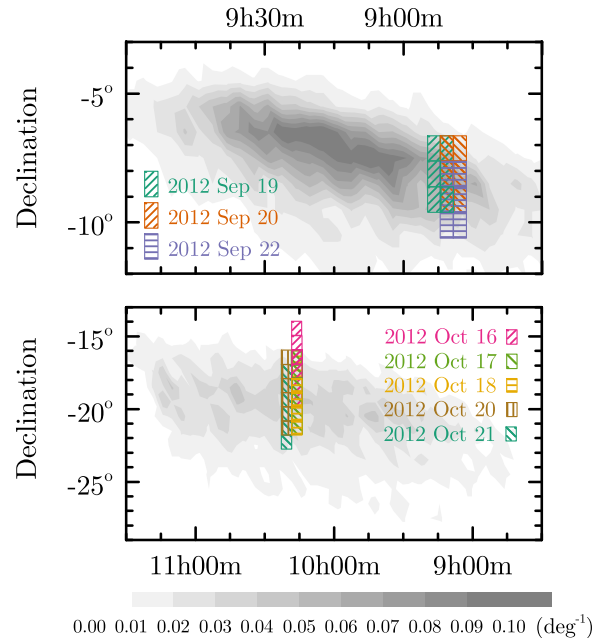 9h30m 9h00m
Declination
-5°
-10°
2012 Sep 19
2012 Sep 20
2012 Sep 22
Declination
-15°
-20°
-25°
2012 Oct 16
2012 Oct 17
2012 Oct 18
2012 Oct 20
2012 Oct 21
11h00m 10h00m 9h00m
0.00 0.01 0.02 0.03 0.04 0.05 0.06 0.07 0.08 0.09 0.10 (deg⁻¹)